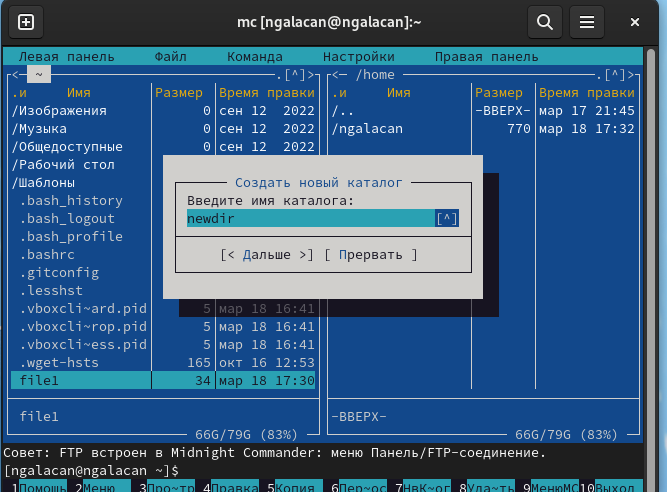 mc [ngalacan@ngalacan]:~
Левая панель Файл Команда Настройки Правая панель
<— ~ .[^]> <— /home .[^]>
.и Имя Размер Время правки .и Имя Размер Время правки
/Изображения 0 сен 12 2022 /.. -ВВЕРХ- мар 17 21:45
/Музыка 0 сен 12 2022 /ngalacan 770 мар 18 17:32
/Общедоступные 0 сен 12 2022
/Рабочий стол
/Шаблоны
Создать новый каталог
.bash_history Введите имя каталога:
.bash_logout newdir [^]
.bash_profile
.bashrc [< Дальше >] [ Прервать ]
.gitconfig
.lesshst
.vboxcli~ard.pid 5 мар 18 16:41
.vboxcli~rop.pid 5 мар 18 16:41
.vboxcli~ess.pid 5 мар 18 16:41
.wget-hsts 165 окт 16 12:53
file1 34 мар 18 17:30
file1 -ВВЕРХ-
66G/79G (83%) 66G/79G (83%)
Совет: FTP встроен в Midnight Commander: меню Панель/FTP-соединение.
[ngalacan@ngalacan ~]$
1Помощь 2Меню 3Про~тр 4Правка 5Копия 6Пер~ос 7НвК~ог 8Уда~ть 9МенюMC 10Выход